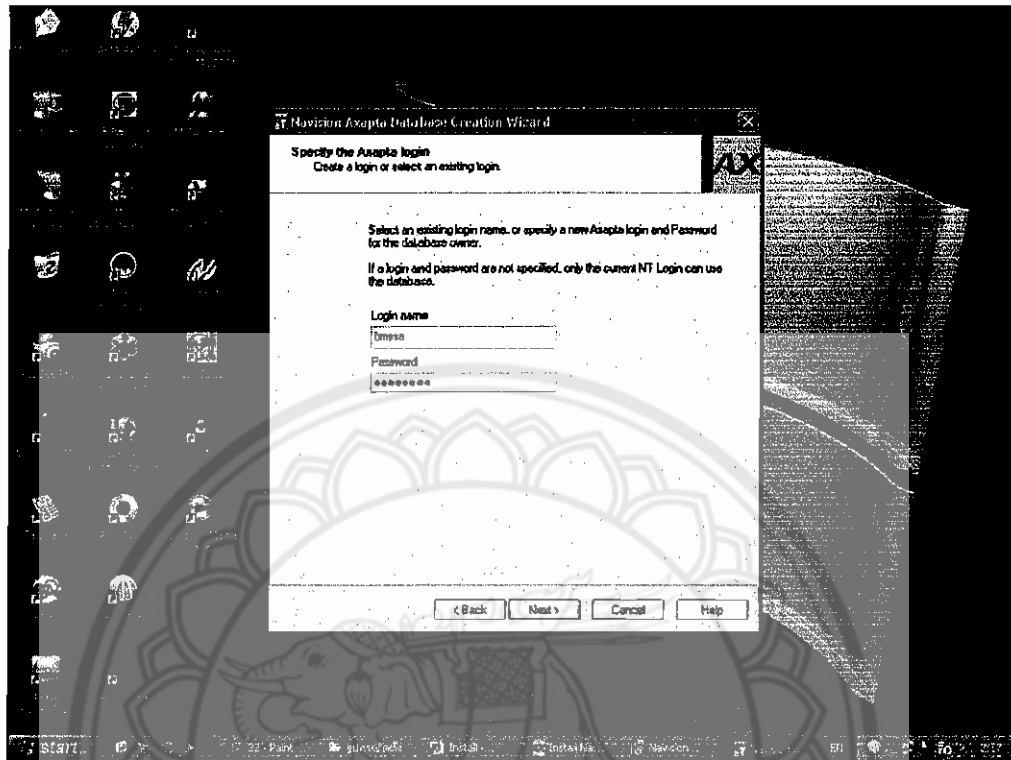 Navision Axapta Database Creation Wizard
Specify the Axapta login
Create a login or select an existing login.
AX
Select an existing login name, or specify a new Axapta login and Password
for the database owner.
If a login and password are not specified, only the current NT Login can use
the database.
Login name
bmssa
Password
********
< Back
Next >
Cancel
Help
start
22 - Paint
Install
Navision
EN